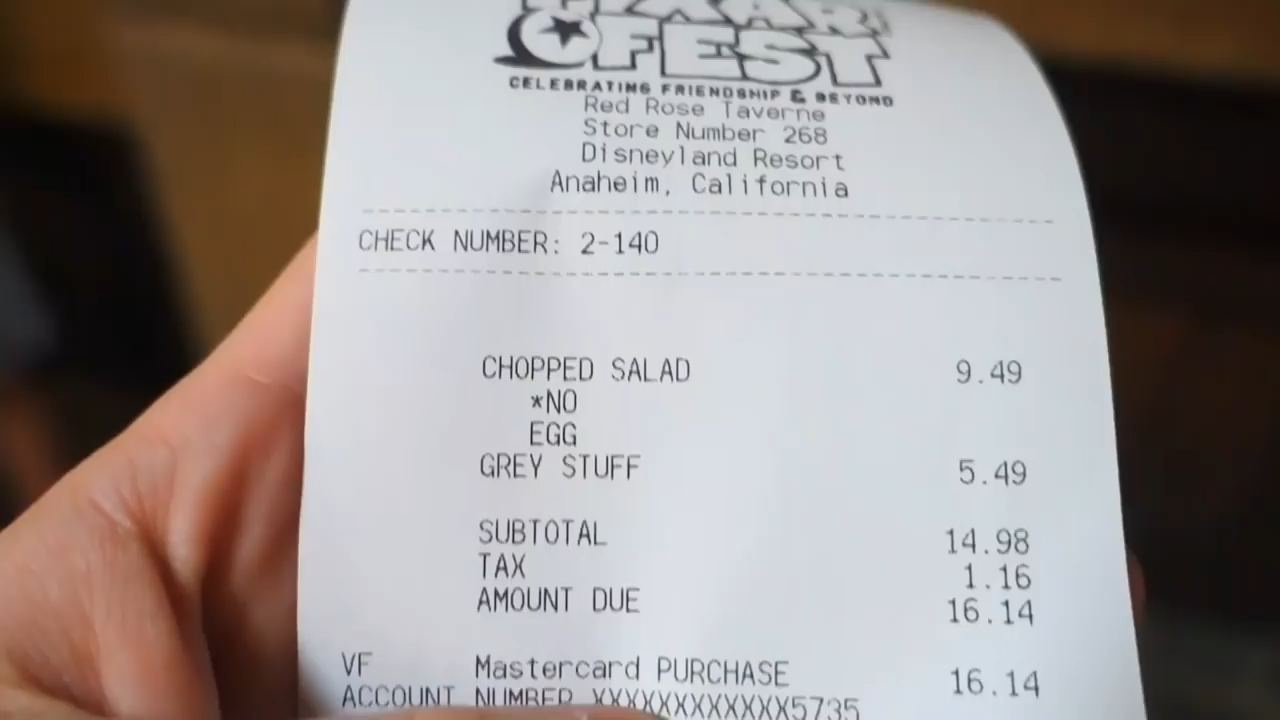 PIXAR
FEST
CELEBRATING FRIENDSHIP & BEYOND
Red Rose Taverne
Store Number 268
Disneyland Resort
Anaheim, California
CHECK NUMBER: 2-140
CHOPPED SALAD 9.49
*NO
EGG
GREY STUFF 5.49
SUBTOTAL 14.98
TAX 1.16
AMOUNT DUE 16.14
VF Mastercard PURCHASE 16.14
ACCOUNT NUMBER XXXXXXXXXXXX5735